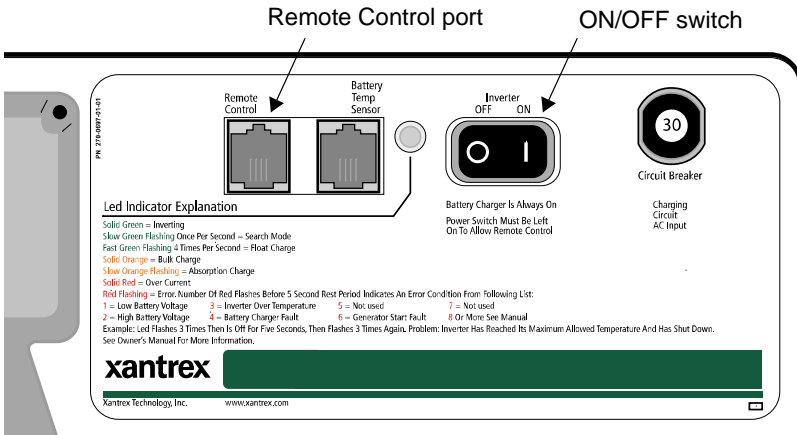 Remote Control port
ON/OFF switch
PN 270-0097-01-01
Remote
Control
Battery
Temp
Sensor
Inverter
OFF ON
30
Circuit Breaker
Battery Charger Is Always On
Power Switch Must Be Left
On To Allow Remote Control
Charging
Circuit
AC Input
Led Indicator Explanation
Solid Green = Inverting
Slow Green Flashing Once Per Second = Search Mode
Fast Green Flashing 4 Times Per Second = Float Charge
Solid Orange = Bulk Charge
Slow Orange Flashing = Absorption Charge
Solid Red = Over Current
Red Flashing = Error. Number Of Red Flashes Before 5 Second Rest Period Indicates An Error Condition From Following List:
1 = Low Battery Voltage 3 = Inverter Over Temperature 5 = Not used 7 = Not used
2 = High Battery Voltage 4 = Battery Charger Fault 6 = Generator Start Fault 8 Or More See Manual
Example: Led Flashes 3 Times Then Is Off For Five Seconds, Then Flashes 3 Times Again. Problem: Inverter Has Reached Its Maximum Allowed Temperature And Has Shut Down.
See Owner's Manual For More Information.
xantrex
Xantrex Technology, Inc. www.xantrex.com